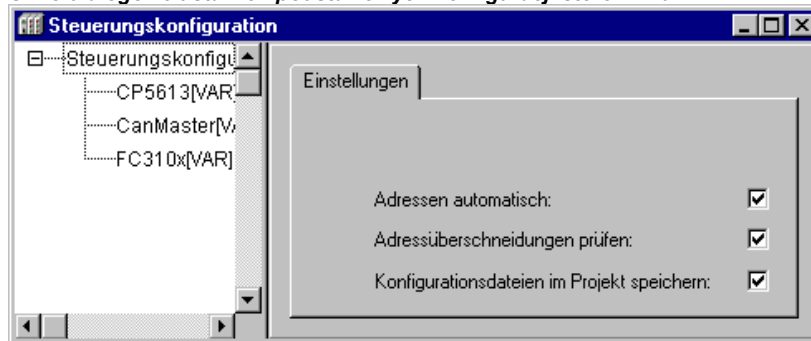 Steuerungskonfiguration
Steuerungskonfigu
CP5613[VAR]
CanMaster[V
FC310x[VAR]
Einstellungen
Adressen automatisch:
Adressüberschneidungen prüfen:
Konfigurationsdateien im Projekt speichern: